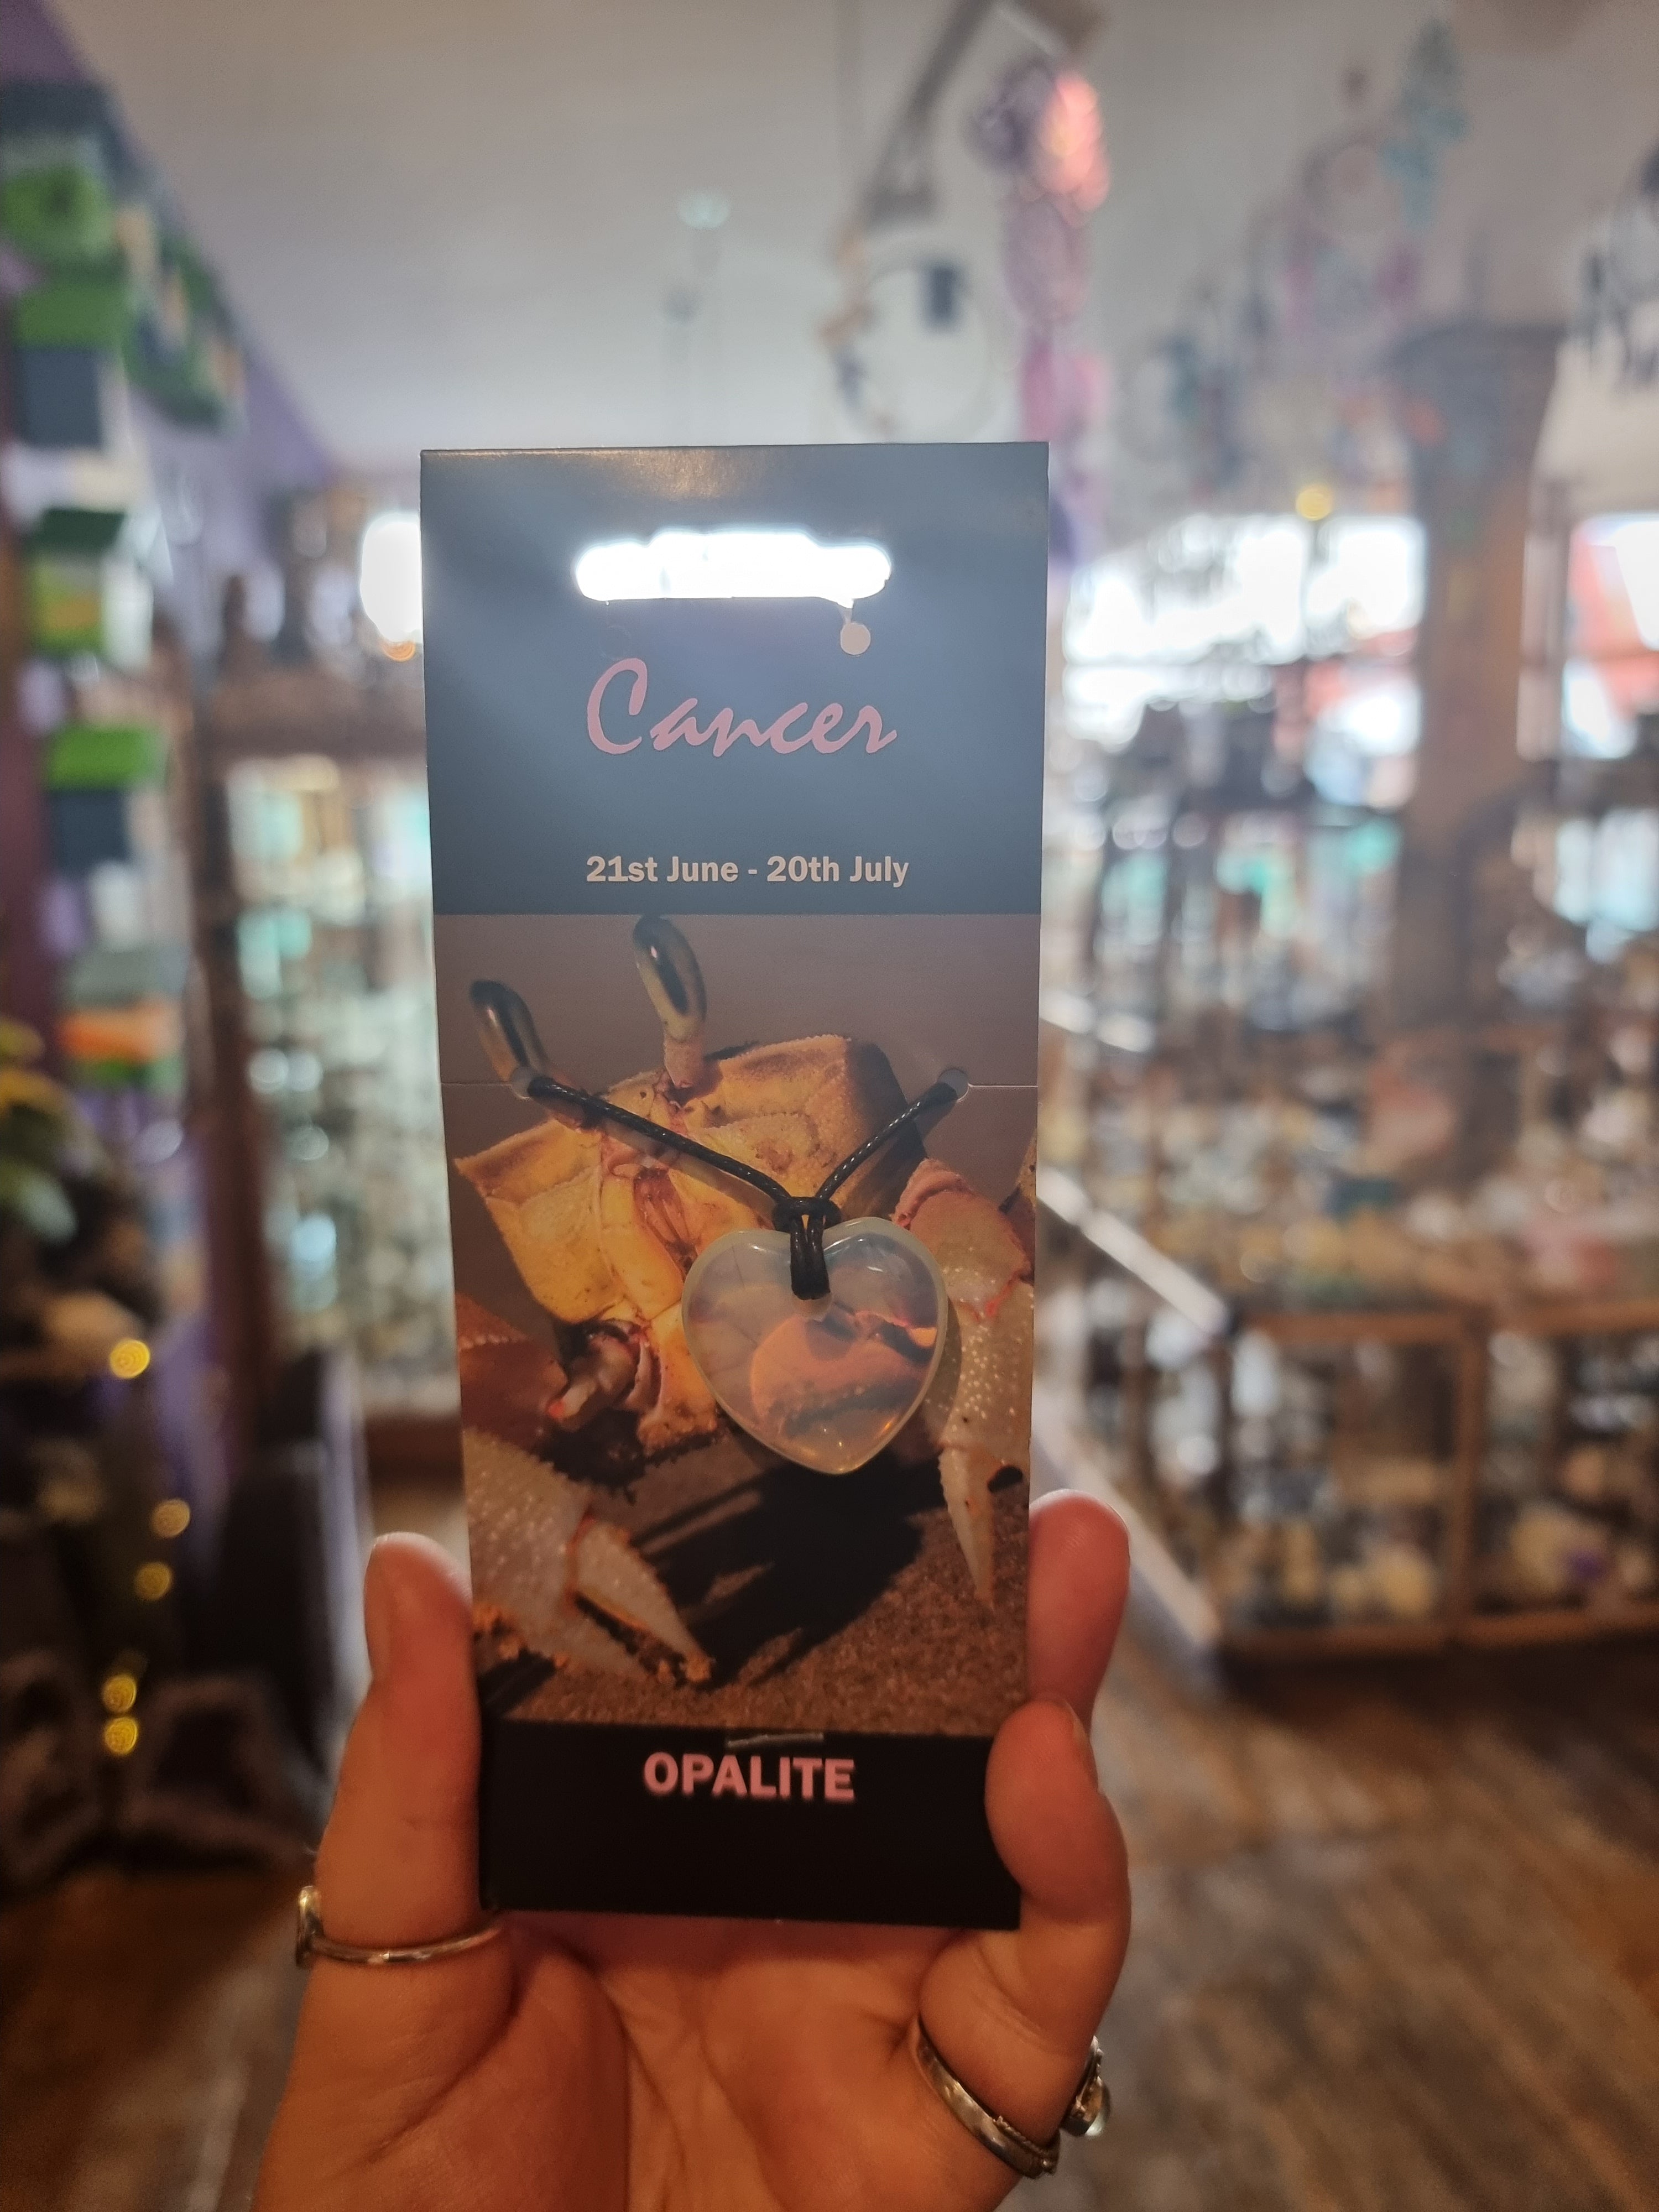 Cancer
21st June - 20th July
OPALITE